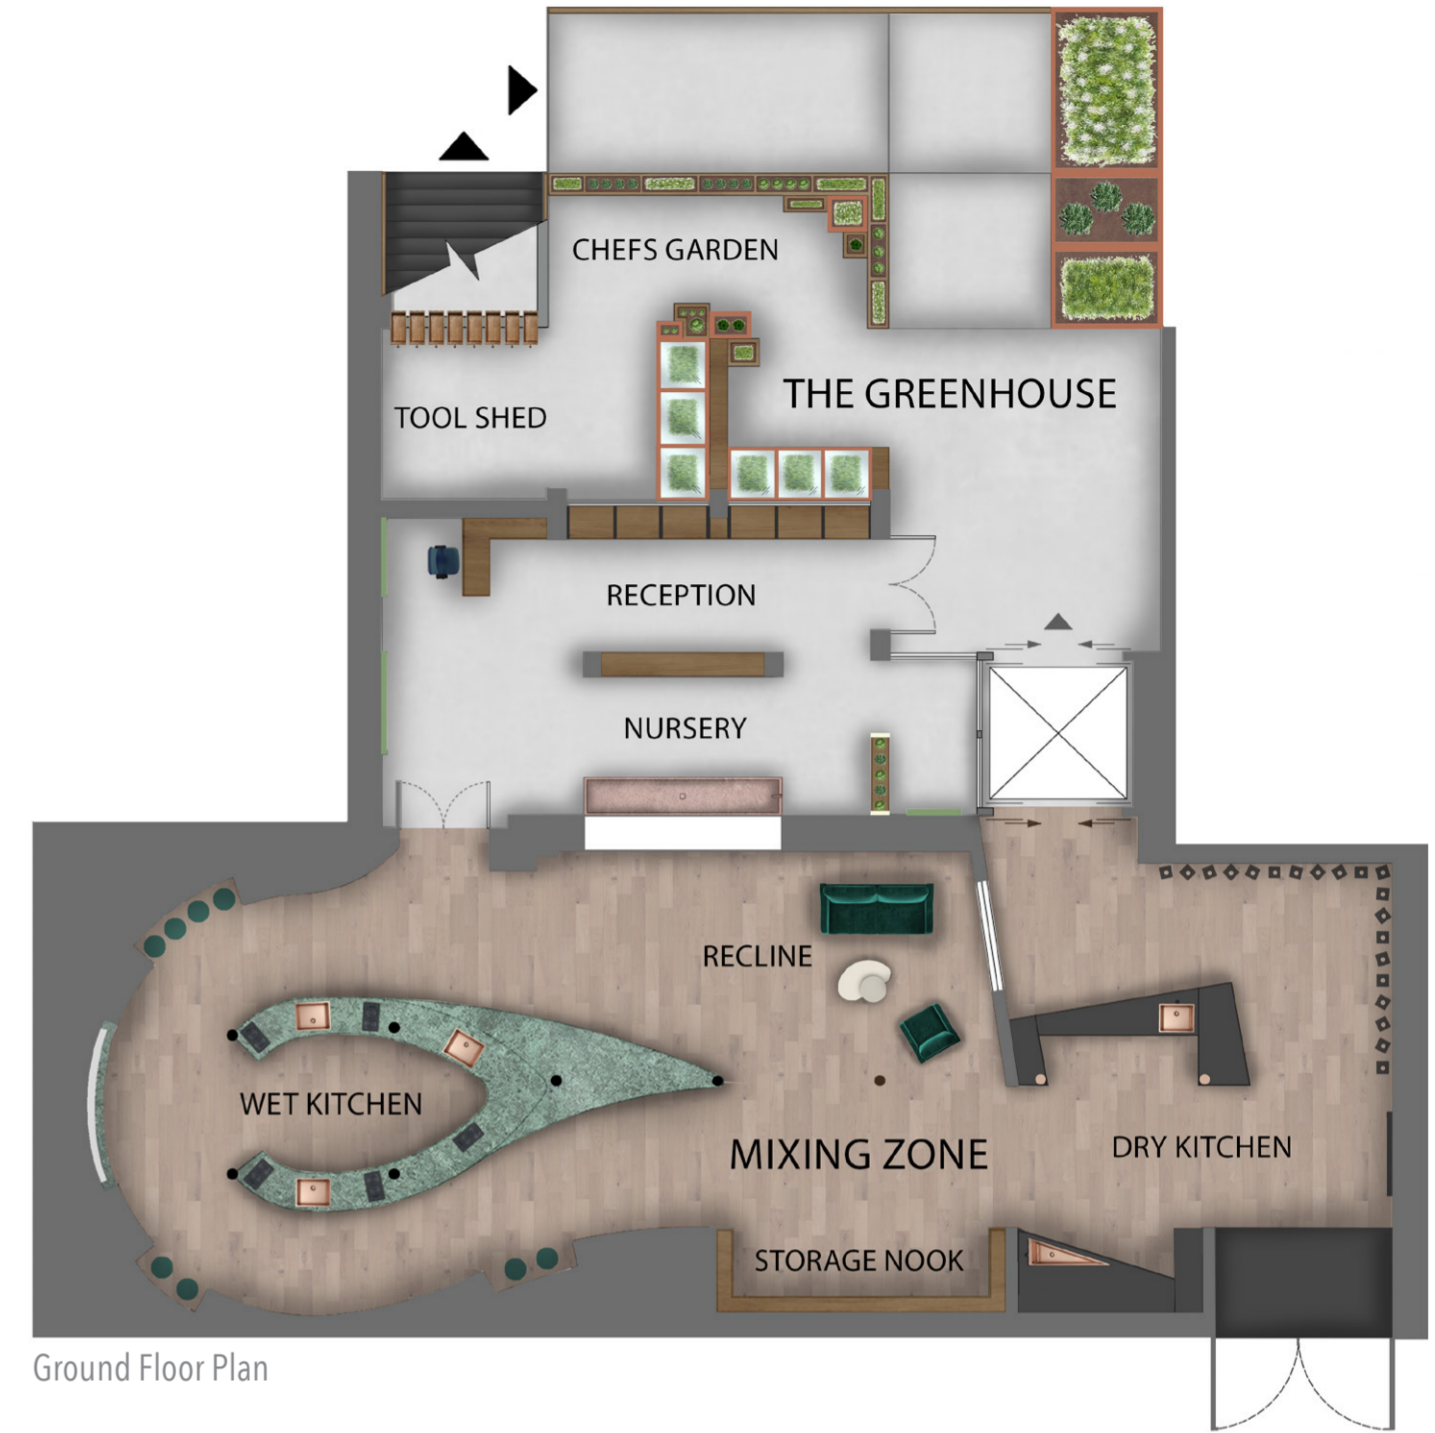 CHEFS GARDEN
THE GREENHOUSE
TOOL SHED
RECEPTION
NURSERY
RECLINE
WET KITCHEN
MIXING ZONE
DRY KITCHEN
STORAGE NOOK
Ground Floor Plan